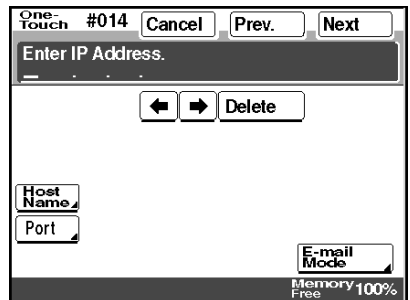 One-Touch #014 Cancel Prev. Next
Enter IP Address.
_ . . .
← → Delete
Host Name
Port
E-mail Mode
Memory Free 100%